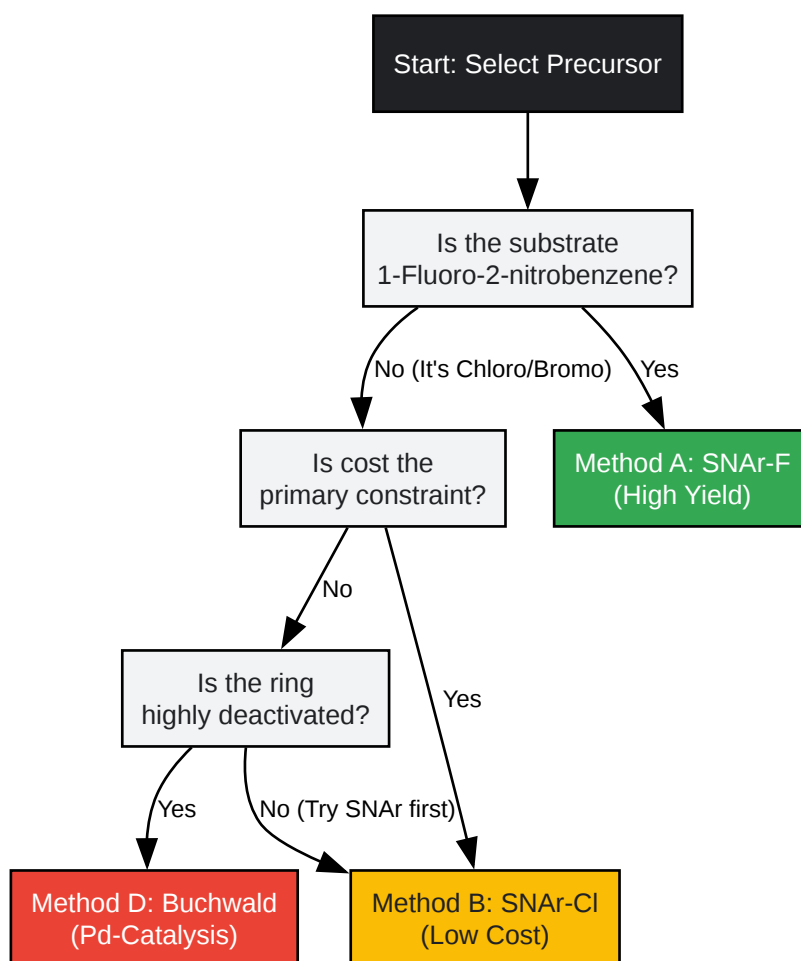 Start: Select Precursor
Is the substrate
1-Fluoro-2-nitrobenzene?
No (It's Chloro/Bromo)
Yes
Is cost the
primary constraint?
Method A: SNAr-F
(High Yield)
No
Is the ring
highly deactivated?
Yes
Yes
No (Try SNAr first)
Method D: Buchwald
(Pd-Catalysis)
Method B: SNAr-Cl
(Low Cost)